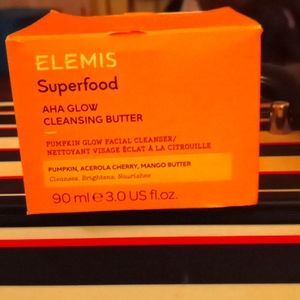 ELEMIS
Superfood
AHA GLOW
CLEANSING BUTTER
PUMPKIN GLOW FACIAL CLEANSER/
NETTOYANT VISAGE ÉCLAT À LA CITROUILLE
PUMPKIN, ACEROLA CHERRY, MANGO BUTTER
Cleanses, Brightens, Nourishes
90 ml ℮ 3.0 US fl.oz.